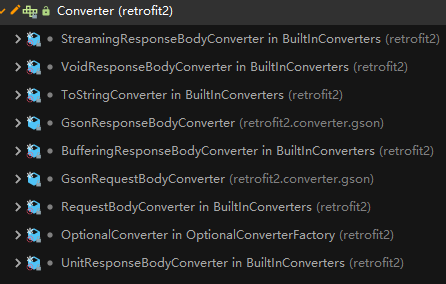 Converter (retrofit2)
StreamingResponseBodyConverter in BuiltInConverters (retrofit2)
VoidResponseBodyConverter in BuiltInConverters (retrofit2)
ToStringConverter in BuiltInConverters (retrofit2)
GsonResponseBodyConverter (retrofit2.converter.gson)
BufferingResponseBodyConverter in BuiltInConverters (retrofit2)
GsonRequestBodyConverter (retrofit2.converter.gson)
RequestBodyConverter in BuiltInConverters (retrofit2)
OptionalConverter in OptionalConverterFactory (retrofit2)
UnitResponseBodyConverter in BuiltInConverters (retrofit2)